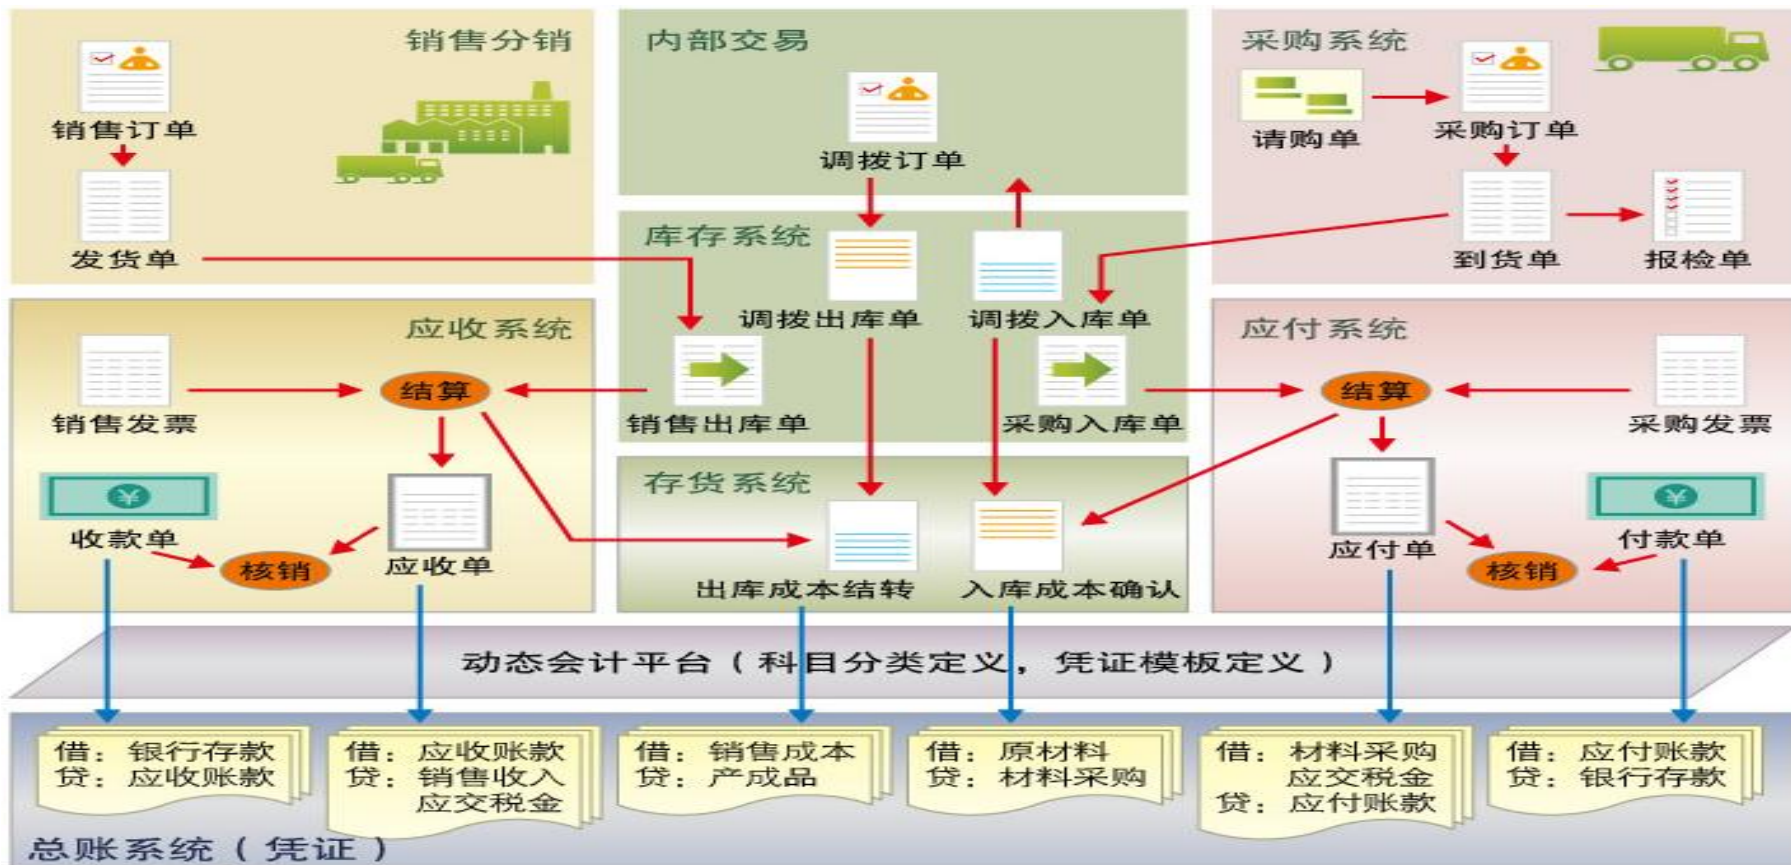 销售分销
销售订单
发货单
内部交易
调拨订单
采购系统
请购单
采购订单
到货单
报检单
库存系统
调拨出库单
调拨入库单
销售出库单
采购入库单
应收系统
销售发票
结算
收款单
核销
应收单
存货系统
出库成本结转
入库成本确认
应付系统
结算
采购发票
应付单
核销
付款单
动态会计平台（科目分类定义，凭证模板定义）
借：银行存款
贷：应收账款
借：应收账款
贷：销售收入
应交税金
借：销售成本
贷：产成品
借：原材料
贷：材料采购
借：材料采购
应交税金
贷：应付账款
借：应付账款
贷：银行存款
总账系统（凭证）